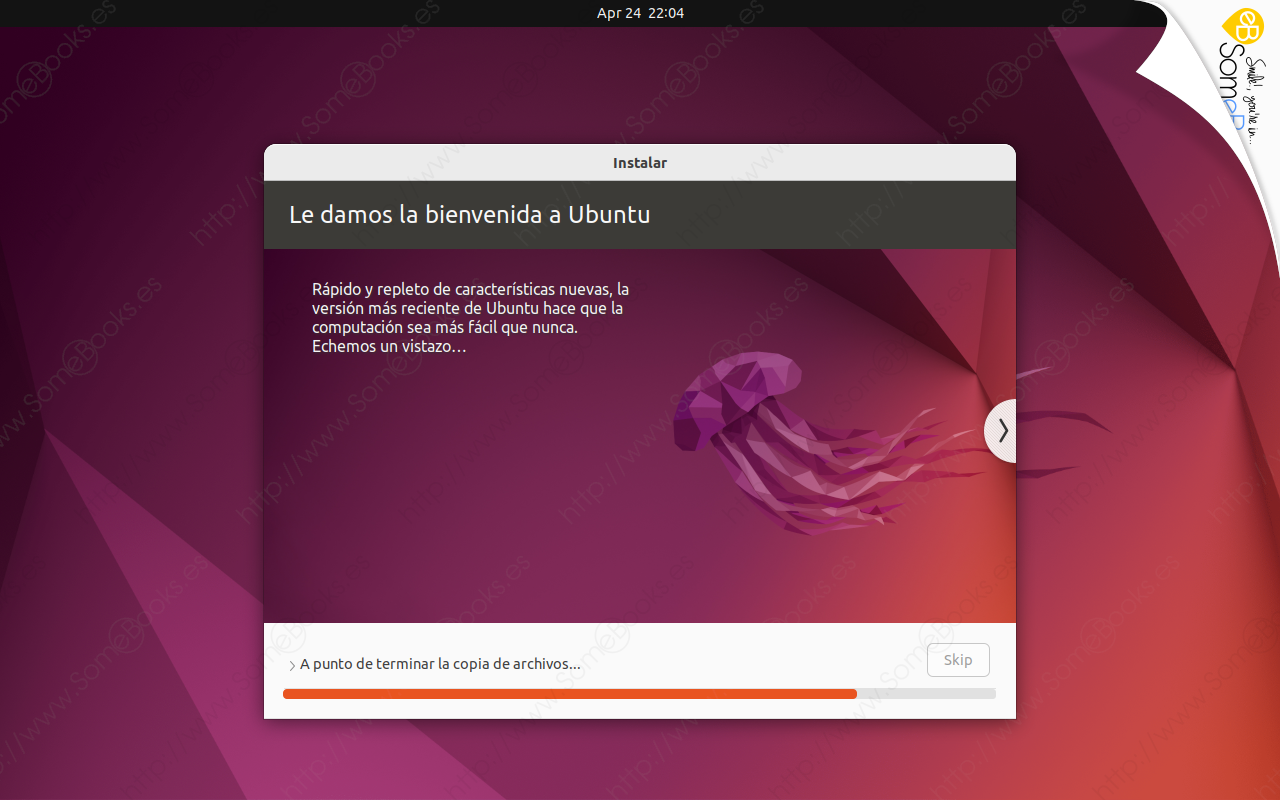 Apr 24 22:04
eB
SomeB
Smile!, you're in...
Instalar
Le damos la bienvenida a Ubuntu
Rápido y repleto de características nuevas, la
versión más reciente de Ubuntu hace que la
computación sea más fácil que nunca.
Echemos un vistazo...
A punto de terminar la copia de archivos...
Skip
http://www.SomeBooks.es